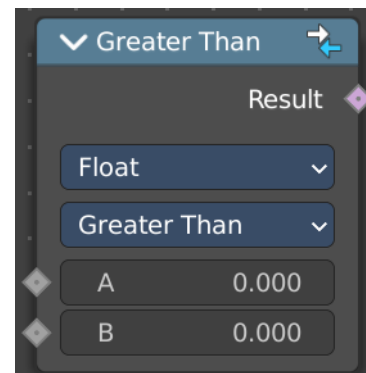 Greater Than
Result
Float
Greater Than
A 0.000
B 0.000